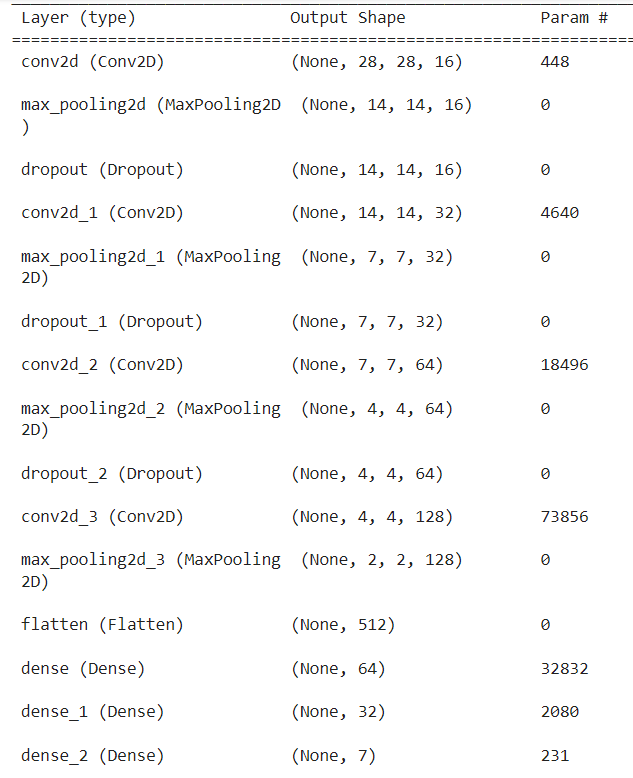 Layer (type) Output Shape Param #
=================================================================
conv2d (Conv2D) (None, 28, 28, 16) 448
max_pooling2d (MaxPooling2D (None, 14, 14, 16) 0
)
dropout (Dropout) (None, 14, 14, 16) 0
conv2d_1 (Conv2D) (None, 14, 14, 32) 4640
max_pooling2d_1 (MaxPooling (None, 7, 7, 32) 0
2D)
dropout_1 (Dropout) (None, 7, 7, 32) 0
conv2d_2 (Conv2D) (None, 7, 7, 64) 18496
max_pooling2d_2 (MaxPooling (None, 4, 4, 64) 0
2D)
dropout_2 (Dropout) (None, 4, 4, 64) 0
conv2d_3 (Conv2D) (None, 4, 4, 128) 73856
max_pooling2d_3 (MaxPooling (None, 2, 2, 128) 0
2D)
flatten (Flatten) (None, 512) 0
dense (Dense) (None, 64) 32832
dense_1 (Dense) (None, 32) 2080
dense_2 (Dense) (None, 7) 231